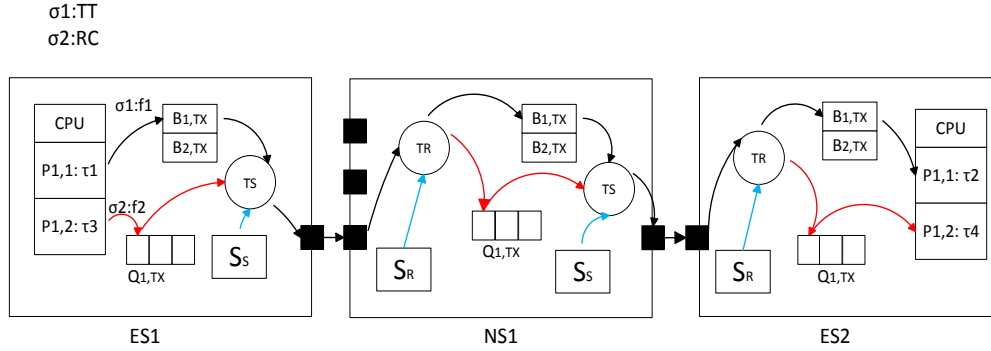 σ1:TT
σ2:RC
CPU
P1,1: τ1
P1,2: τ3
σ1:f1
σ2:f2
B1,TX
B2,TX
TS
Q1,TX
SS
ES1
TR
B1,TX
B2,TX
TS
Q1,TX
SR
SS
NS1
TR
B1,TX
B2,TX
CPU
P1,1: τ2
P1,2: τ4
Q1,TX
SR
ES2